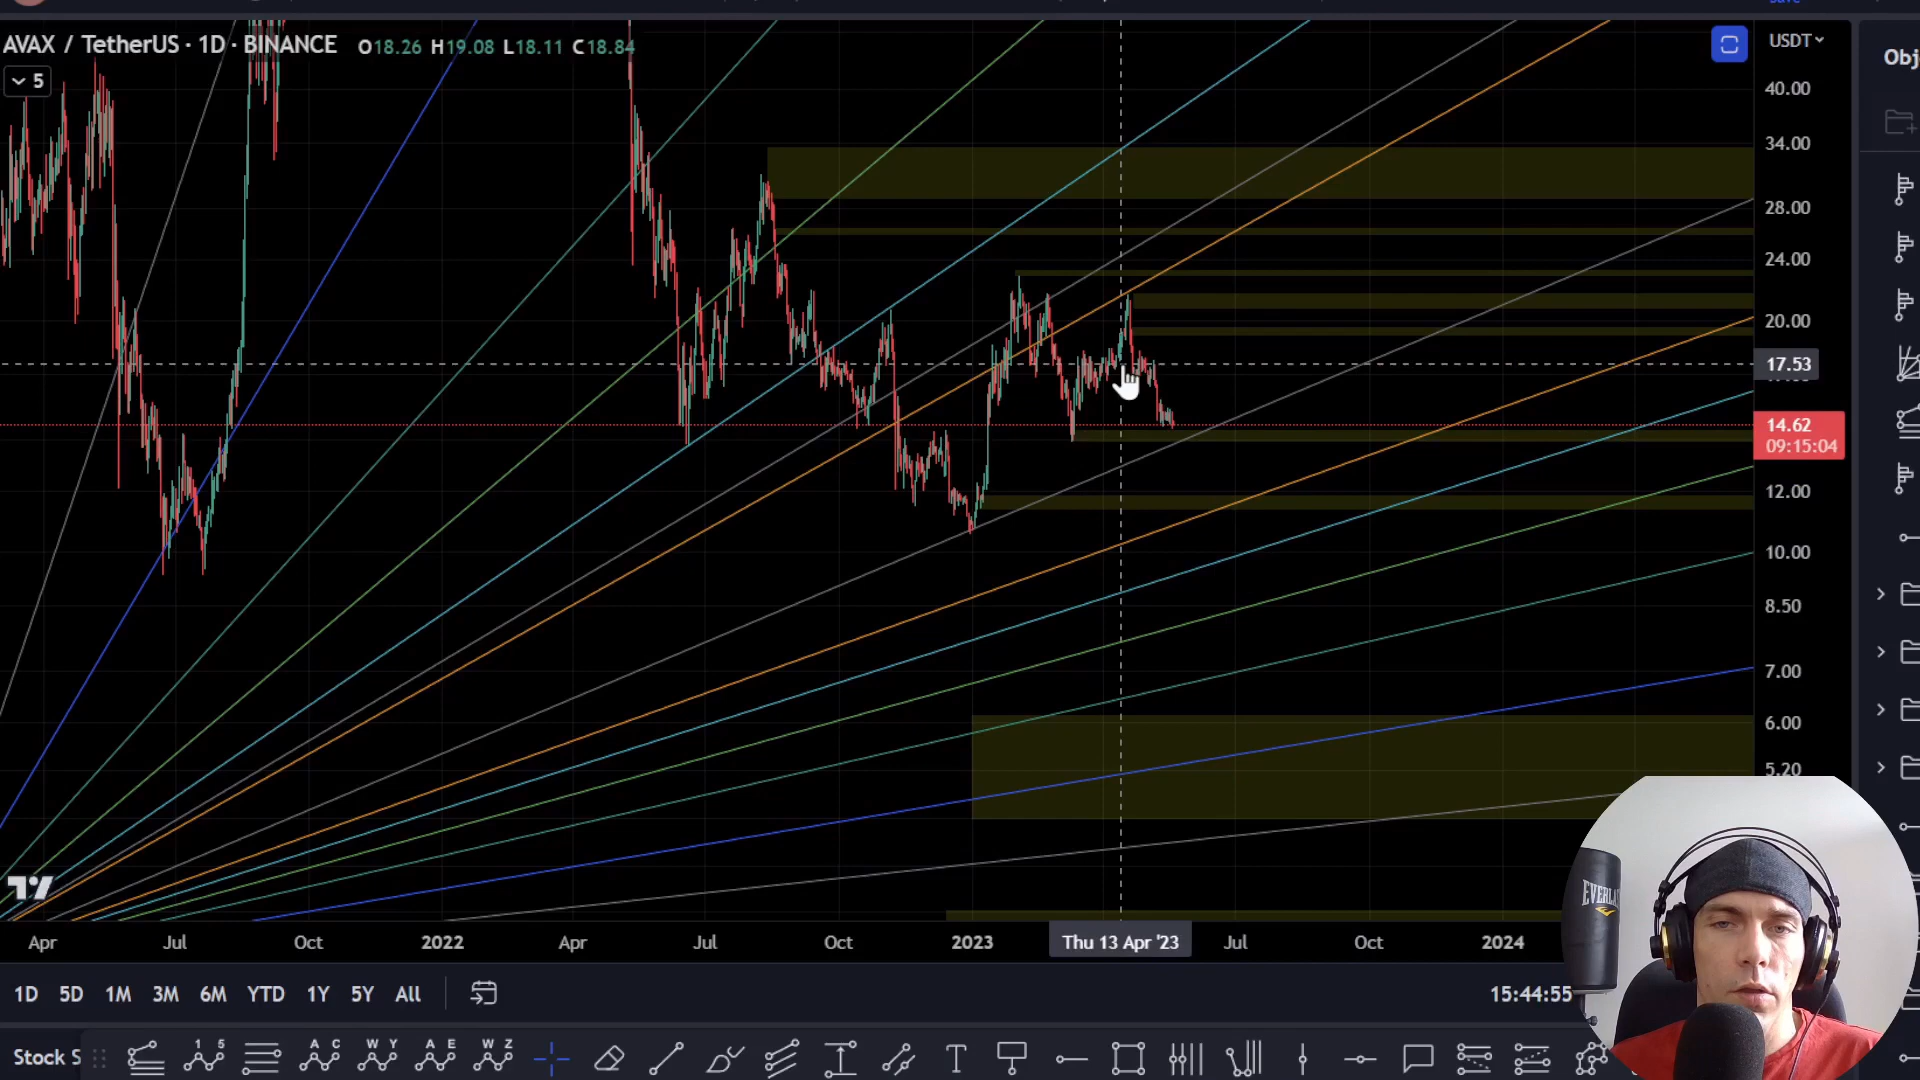 AVAX / TetherUS · 1D · BINANCE O18.26 H19.08 L18.11 C18.84
USDT
5
40.00
34.00
28.00
24.00
20.00
17.53
14.62
09:15:04
12.00
10.00
8.50
7.00
6.00
5.20
Apr Jul Oct 2022 Apr Jul Oct 2023 Thu 13 Apr '23 Jul Oct 2024
1D 5D 1M 3M 6M YTD 1Y 5Y All
15:44:55
Stock S
1 5
A C
W Y
A E
W Z